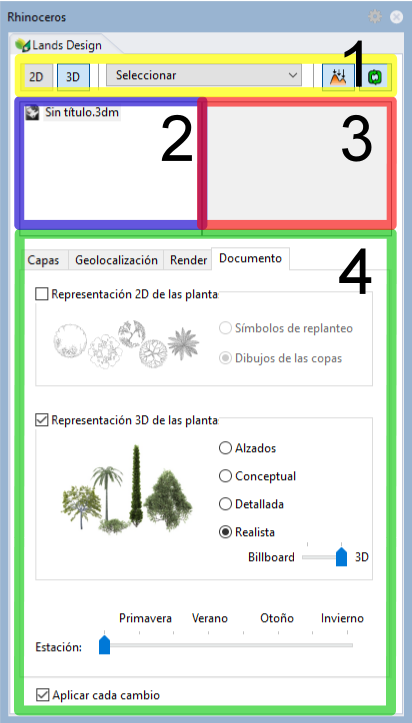 Rhinoceros
Lands Design
1
2D 3D Seleccionar
Sin título.3dm
2
3
4
Capas Geolocalización Render Documento
Representación 2D de las planta
Símbolos de replanteo
Dibujos de las copas
Representación 3D de las planta
Alzados
Conceptual
Detallada
Realista
Billboard 3D
Primavera Verano Otoño Invierno
Estación:
Aplicar cada cambio